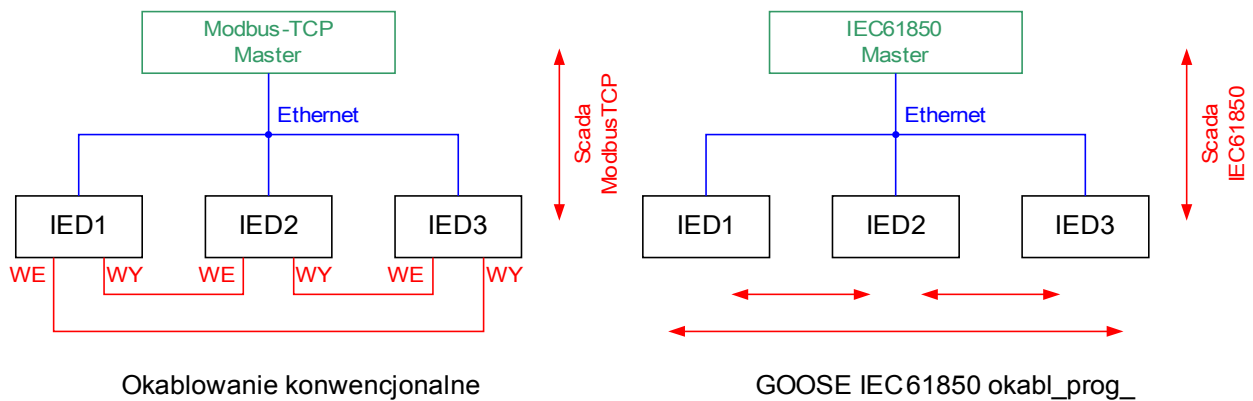 Modbus-TCP
Master
Ethernet
Scada
ModbusTCP
IED1
IED2
IED3
WE
WY
WE
WY
WE
WY
Okablowanie konwencjonalne
IEC61850
Master
Ethernet
Scada
IEC61850
IED1
IED2
IED3
GOOSE IEC61850 okabl_prog_